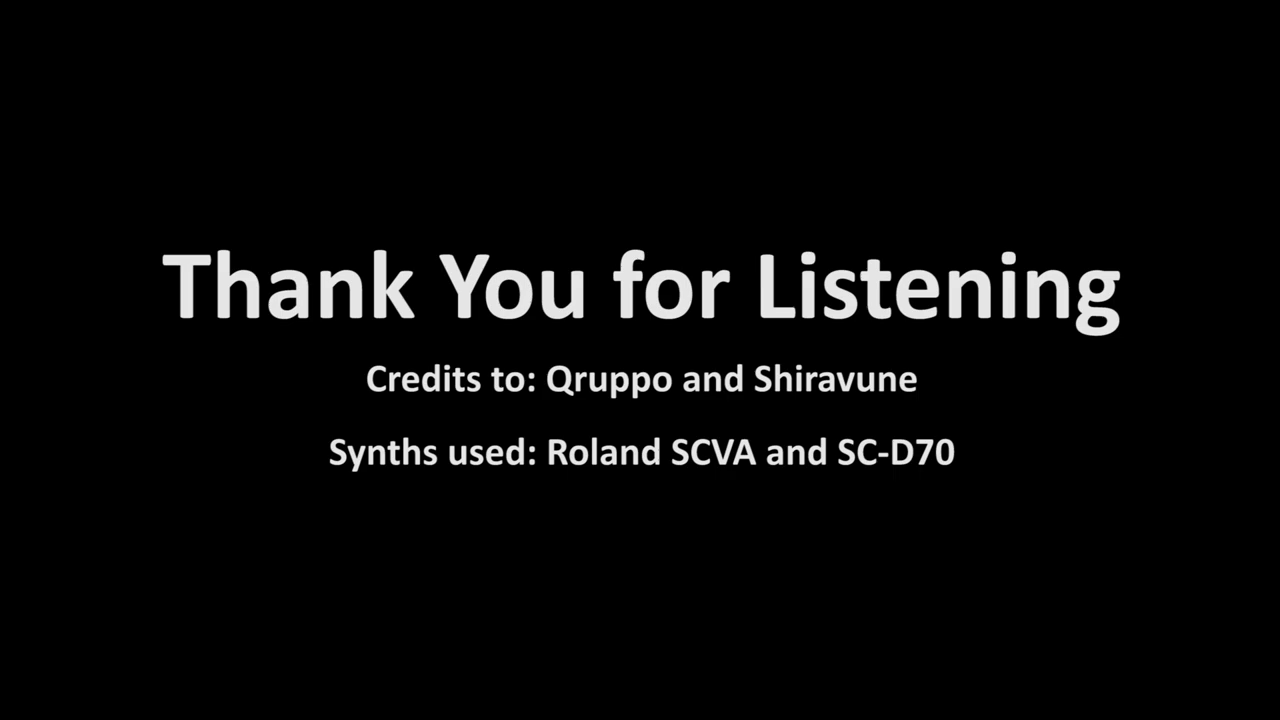 Thank You for Listening
Credits to: Qruppo and Shiravune
Synths used: Roland SCVA and SC-D70